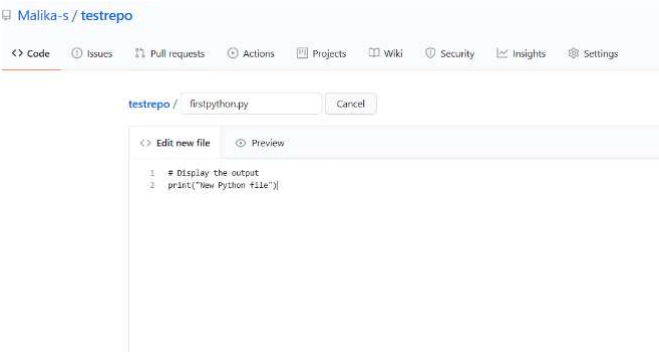 Malika-s / testrepo
<> Code Issues Pull requests Actions Projects Wiki Security Insights Settings
testrepo / firstpython.py Cancel
<> Edit new file Preview
1 # Display the output
2 print("New Python file")